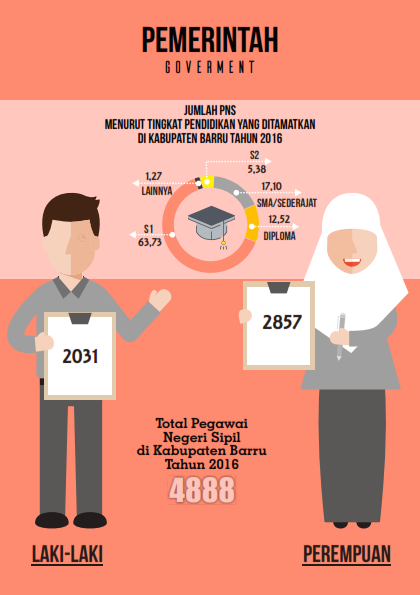 PEMERINTAH
GOVERMENT
JUMLAH PNS
MENURUT TINGKAT PENDIDIKAN YANG DITAMATKAN
DI KABUPATEN BARRU TAHUN 2016
S2
5,38
1,27
LAINNYA
17,10
SMA/SEDERAJAT
12,52
DIPLOMA
S1
63,73
2031
2857
Total Pegawai
Negeri Sipil
di Kabupaten Barru
Tahun 2016
4888
LAKI-LAKI
PEREMPUAN